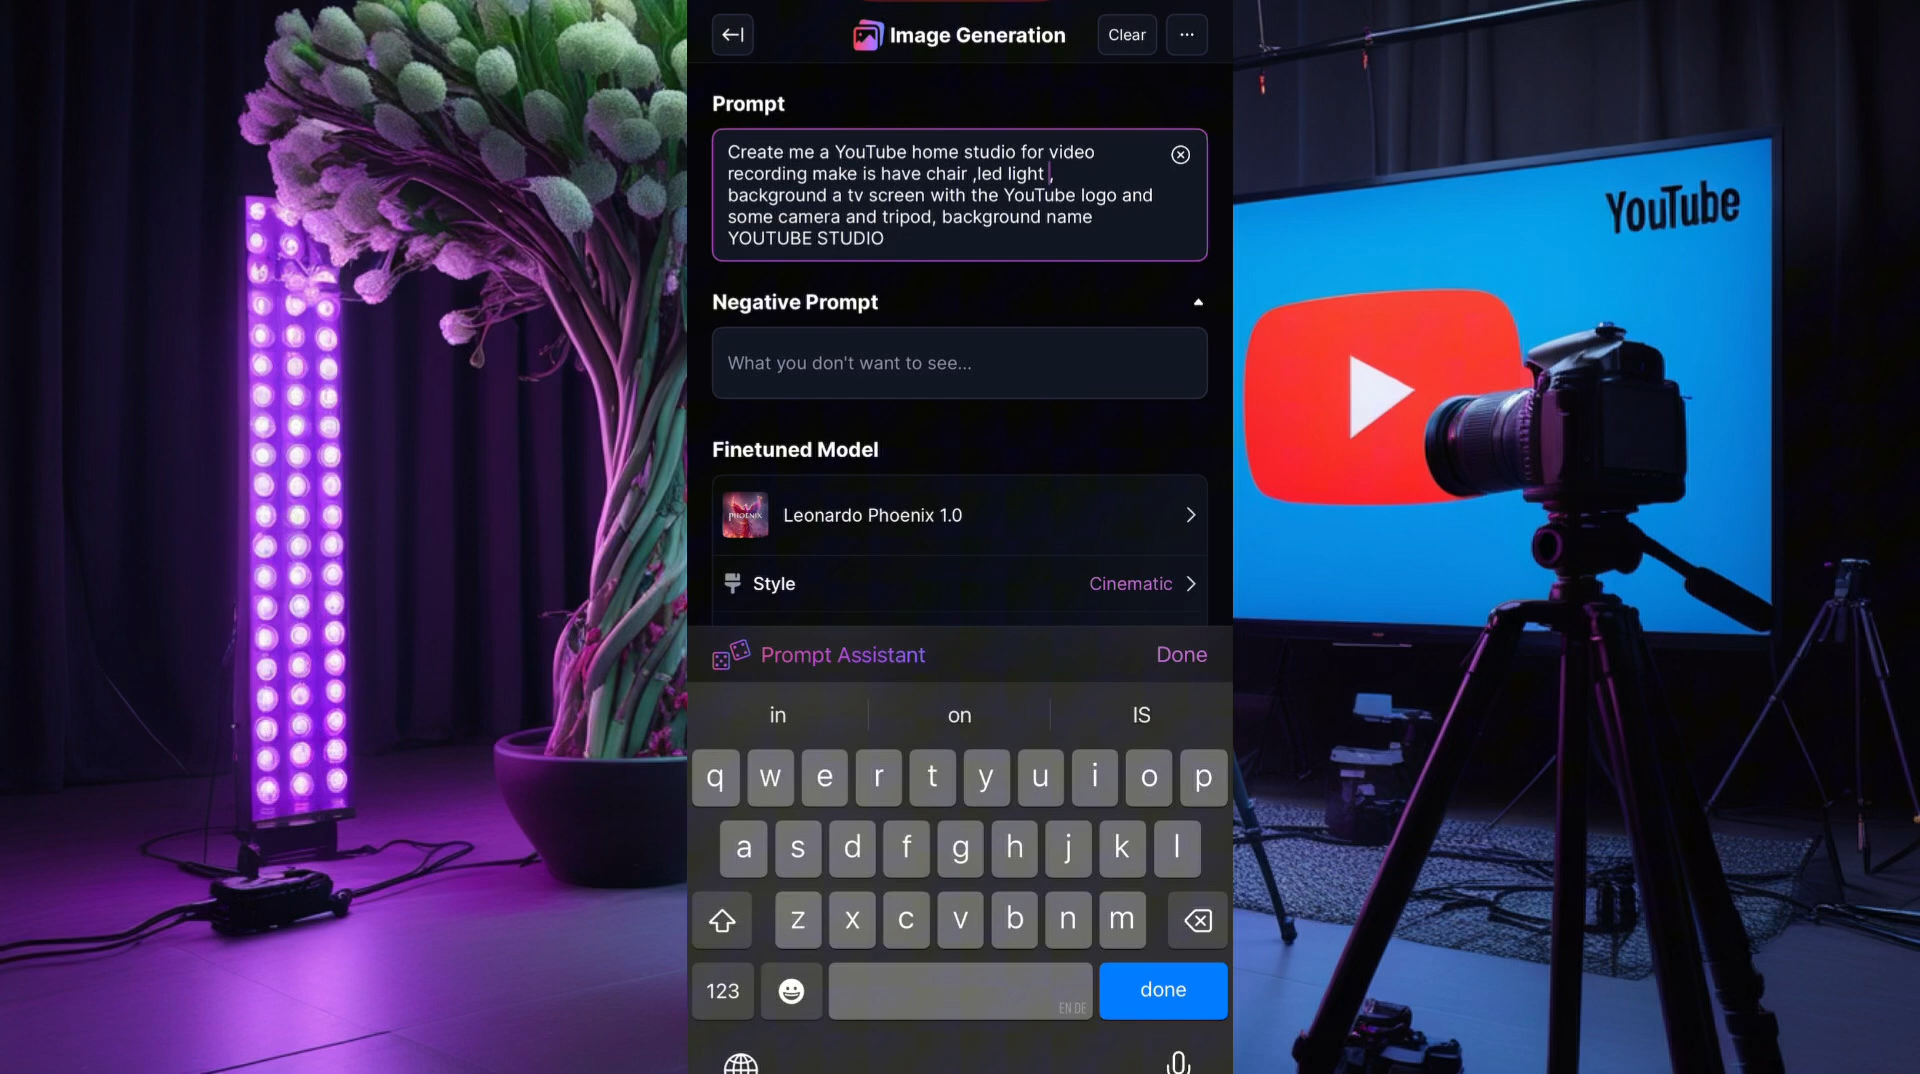 Image Generation
Clear
Prompt
Create me a YouTube home studio for video
recording make is have chair ,led light ,
background a tv screen with the YouTube logo and
some camera and tripod, background name
YOUTUBE STUDIO
Negative Prompt
What you don't want to see...
Finetuned Model
PHOENIX
Leonardo Phoenix 1.0
Style
Cinematic
Prompt Assistant
Done
in
on
IS
q w e r t y u i o p
a s d f g h j k l
z x c v b n m
123
EN DE
done
YouTube